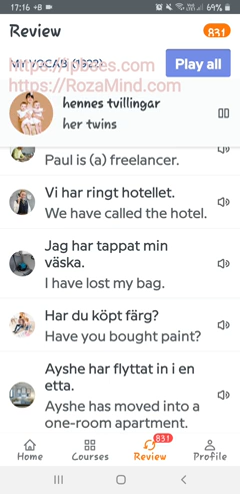 17:16 +8
69%
Review
831
MY VOCAB (1522)
Play all
https://ipesces.com
https://RozaMind.com
hennes tvillingar
her twins
Paul is (a) freelancer.
Vi har ringt hotellet.
We have called the hotel.
Jag har tappat min
väska.
I have lost my bag.
Har du köpt färg?
Have you bought paint?
Ayshe har flyttat in i en
etta.
Ayshe has moved into a
one-room apartment.
831
Home
Courses
Review
Profile